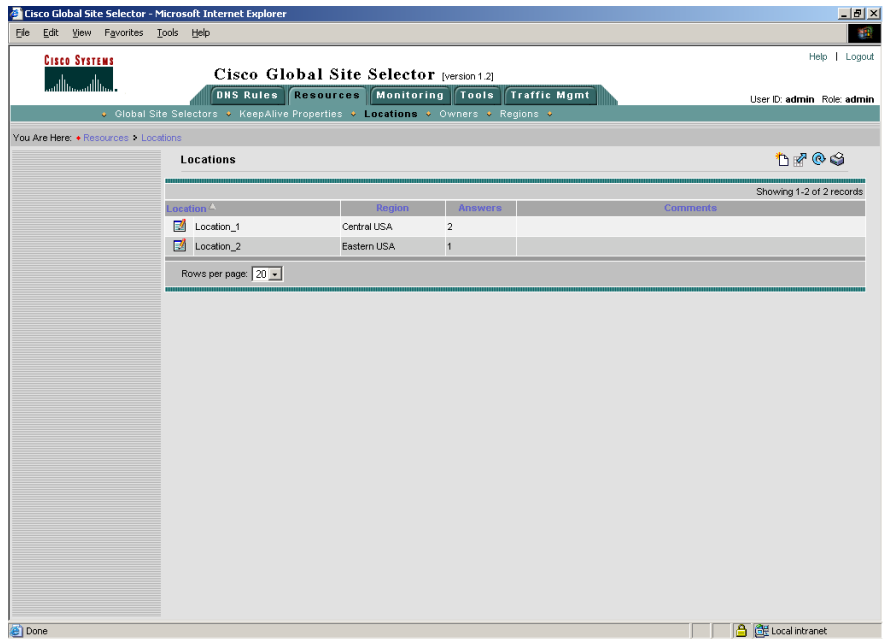 Cisco Global Site Selector - Microsoft Internet Explorer
File Edit View Favorites Tools Help
CISCO SYSTEMS
Help | Logout
Cisco Global Site Selector [version 1.2]
DNS Rules Resources Monitoring Tools Traffic Mgmt
User ID: admin Role: admin
Global Site Selectors KeepAlive Properties Locations Owners Regions
You Are Here: Resources > Locations
Locations
Showing 1-2 of 2 records
Location Region Answers Comments
Location_1 Central USA 2
Location_2 Eastern USA 1
Rows per page: 20
Done Local intranet